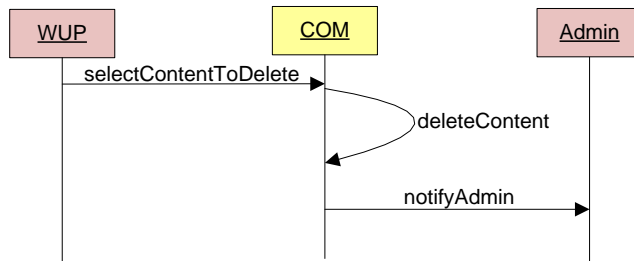 WUP
COM
Admin
selectContentToDelete
deleteContent
notifyAdmin